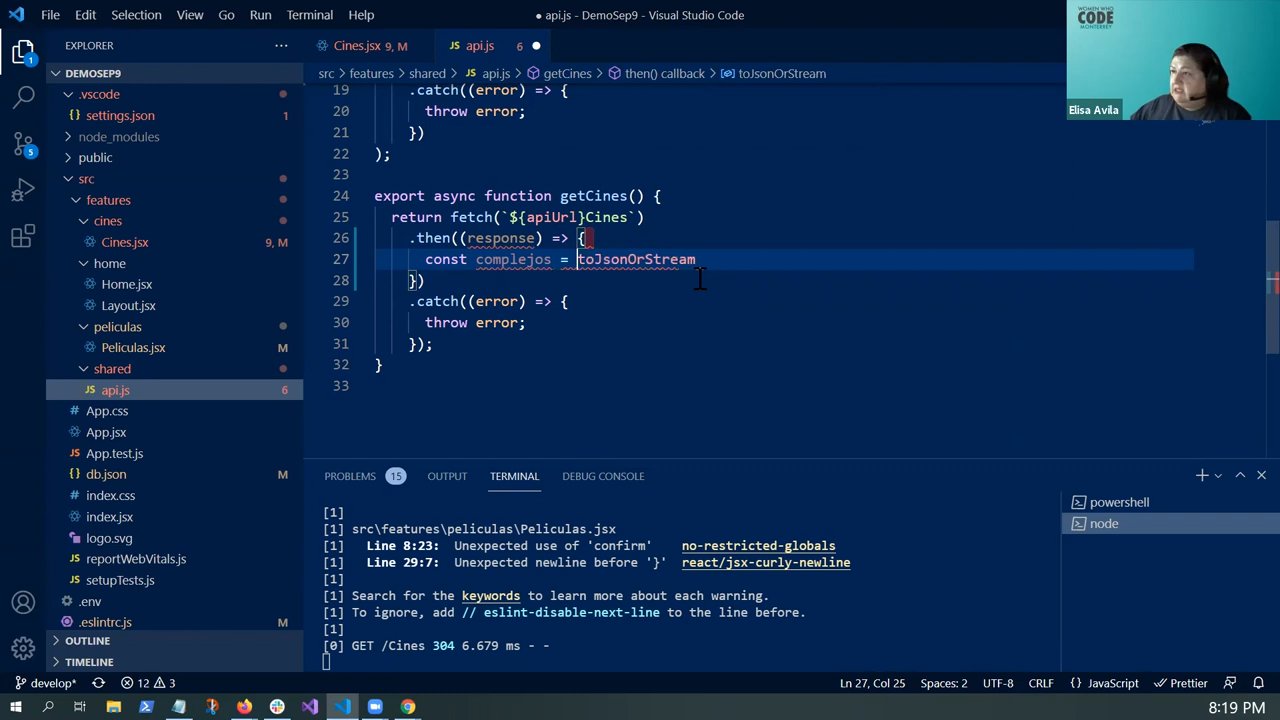 File Edit Selection View Go Run Terminal Help
● api.js - DemoSep9 - Visual Studio Code
WOMEN WHO
CODE
MONTERREY
Elisa Avila
EXPLORER
Cines.jsx 9, M
JS api.js 6
DEMOSEP9
src > features > shared > JS api.js > getCines > then() callback > toJsonOrStream
.vscode
settings.json 1
node_modules
public
src
features
cines
Cines.jsx 9, M
home
Home.jsx
Layout.jsx
peliculas
Peliculas.jsx M
shared
JS api.js 6
App.css
App.jsx
App.test.js
db.json
index.css
index.jsx
logo.svg
reportWebVitals.js
setupTests.js
.env
.eslintrc.js M
OUTLINE
TIMELINE
1
5
19 .catch((error) => {
20 throw error;
21 })
22 );
23
24 export async function getCines() {
25 return fetch(`${apiUrl}Cines`)
26 .then((response) => {
27 const complejos = toJsonOrStream
28 })
29 .catch((error) => {
30 throw error;
31 });
32 }
33
PROBLEMS 15 OUTPUT TERMINAL DEBUG CONSOLE
[1]
[1] src\features\peliculas\Peliculas.jsx
[1] Line 8:23: Unexpected use of 'confirm' no-restricted-globals
[1] Line 29:7: Unexpected newline before '}' react/jsx-curly-newline
[1]
[1] Search for the keywords to learn more about each warning.
[1] To ignore, add // eslint-disable-next-line to the line before.
[1]
[0] GET /Cines 304 6.679 ms - -
powershell
node
develop* 12 3
Ln 27, Col 25 Spaces: 2 UTF-8 CRLF {} JavaScript Prettier
8:19 PM